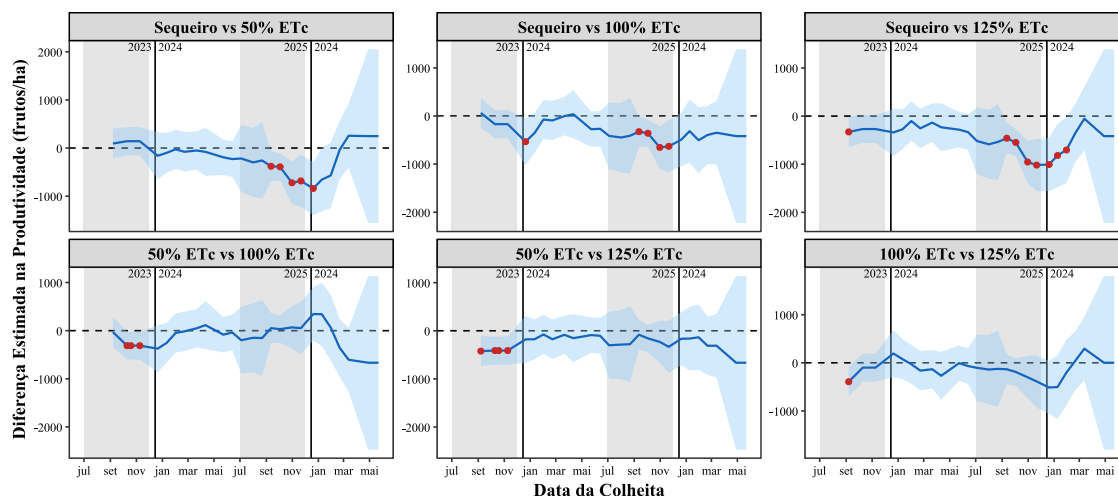 Sequeiro vs 50% ETc
Sequeiro vs 100% ETc
Sequeiro vs 125% ETc
2023 2024 2025 2024
2023 2024 2025 2024
2023 2024 2025 2024
2000
1000
0
-1000
1000
0
-1000
-2000
1000
0
-1000
-2000
50% ETc vs 100% ETc
50% ETc vs 125% ETc
100% ETc vs 125% ETc
2023 2024 2025 2024
2023 2024 2025 2024
2023 2024 2025 2024
1000
0
-1000
-2000
1000
0
-1000
-2000
1000
0
-1000
jul set nov jan mar mai jul set nov jan mar mai
jul set nov jan mar mai jul set nov jan mar mai
jul set nov jan mar mai jul set nov jan mar mai
Diferença Estimada na Produtividade (frutos/ha)
Data da Colheita